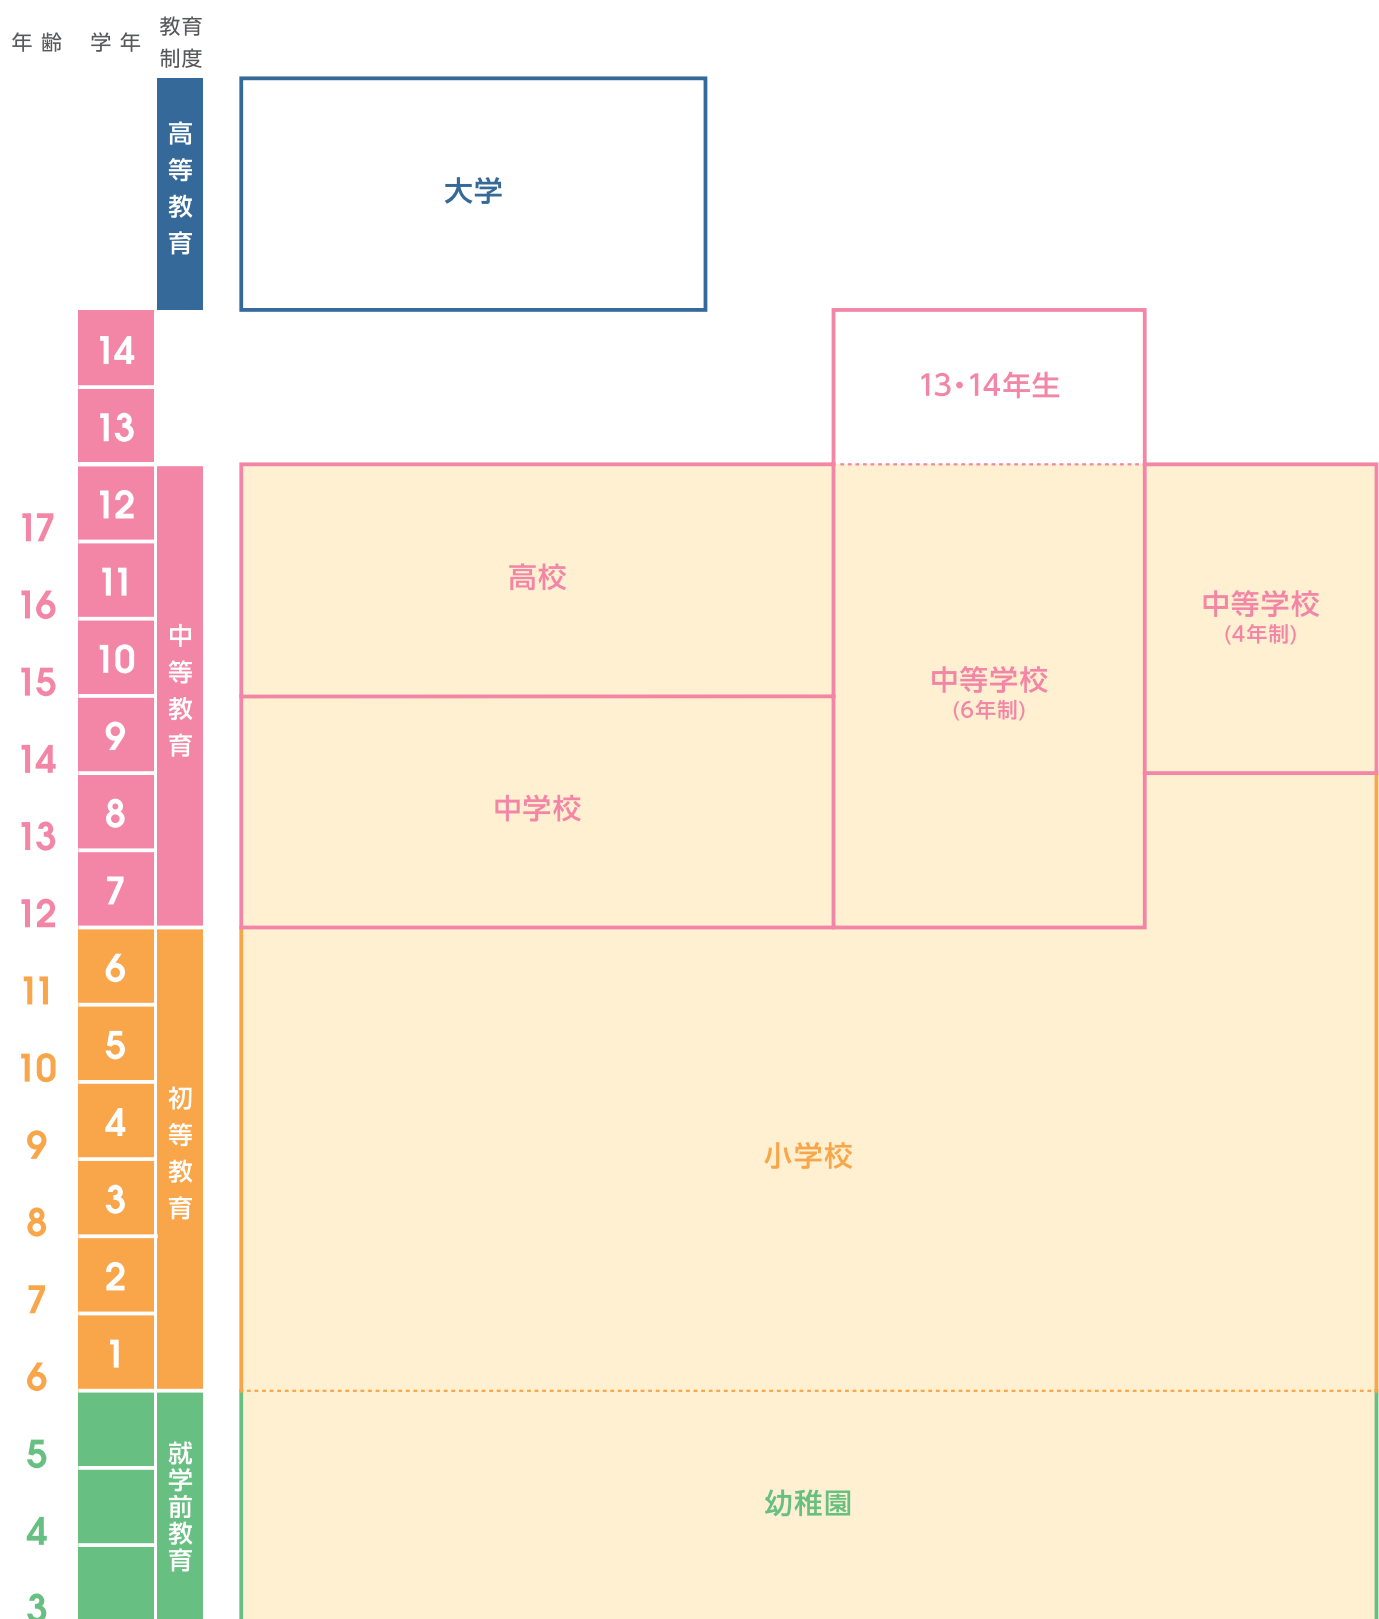 年齢
学年
教育
制度
高等教育
大学
14
13・14年生
13
12
17
11
高校
16
中等学校
(4年制)
10
中等教育
15
中等学校
(6年制)
9
14
8
中学校
13
7
12
6
11
5
10
初等教育
4
9
小学校
3
8
2
7
1
6
就学前教育
5
幼稚園
4
3